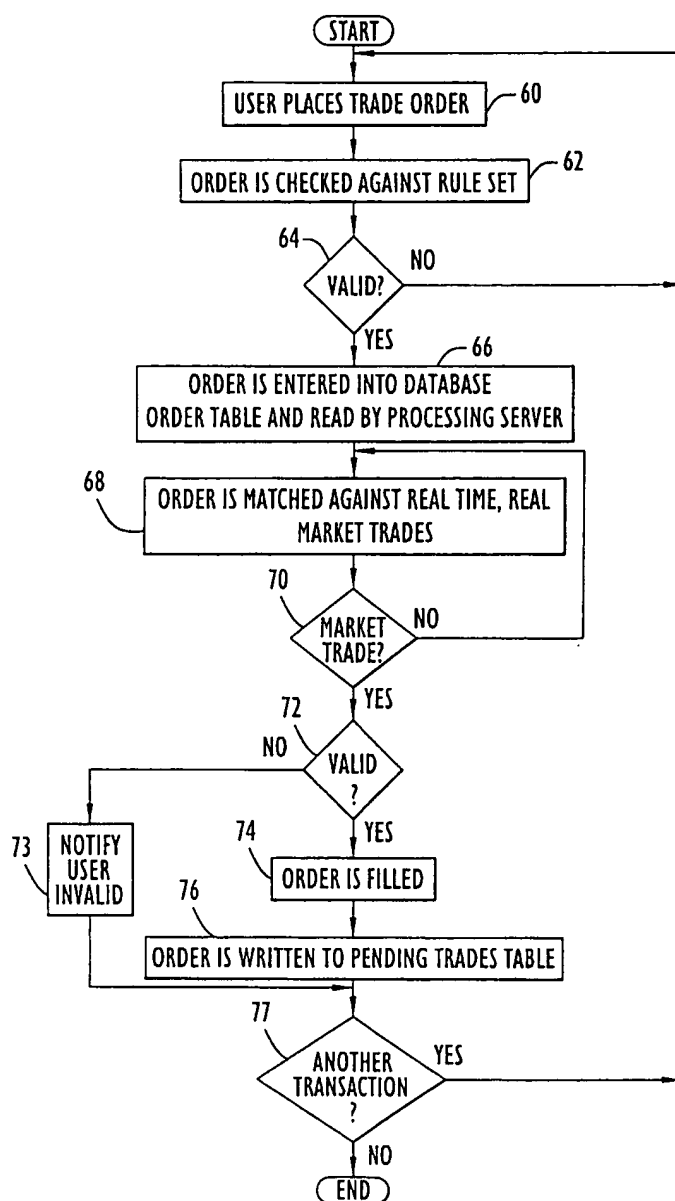 START
USER PLACES TRADE ORDER
60
ORDER IS CHECKED AGAINST RULE SET
62
64
VALID?
NO
YES
66
ORDER IS ENTERED INTO DATABASE
ORDER TABLE AND READ BY PROCESSING SERVER
68
ORDER IS MATCHED AGAINST REAL TIME, REAL
MARKET TRADES
70
MARKET
TRADE?
NO
YES
72
NO
VALID
?
YES
73
NOTIFY
USER
INVALID
74
ORDER IS FILLED
76
ORDER IS WRITTEN TO PENDING TRADES TABLE
77
ANOTHER
TRANSACTION
?
YES
NO
END